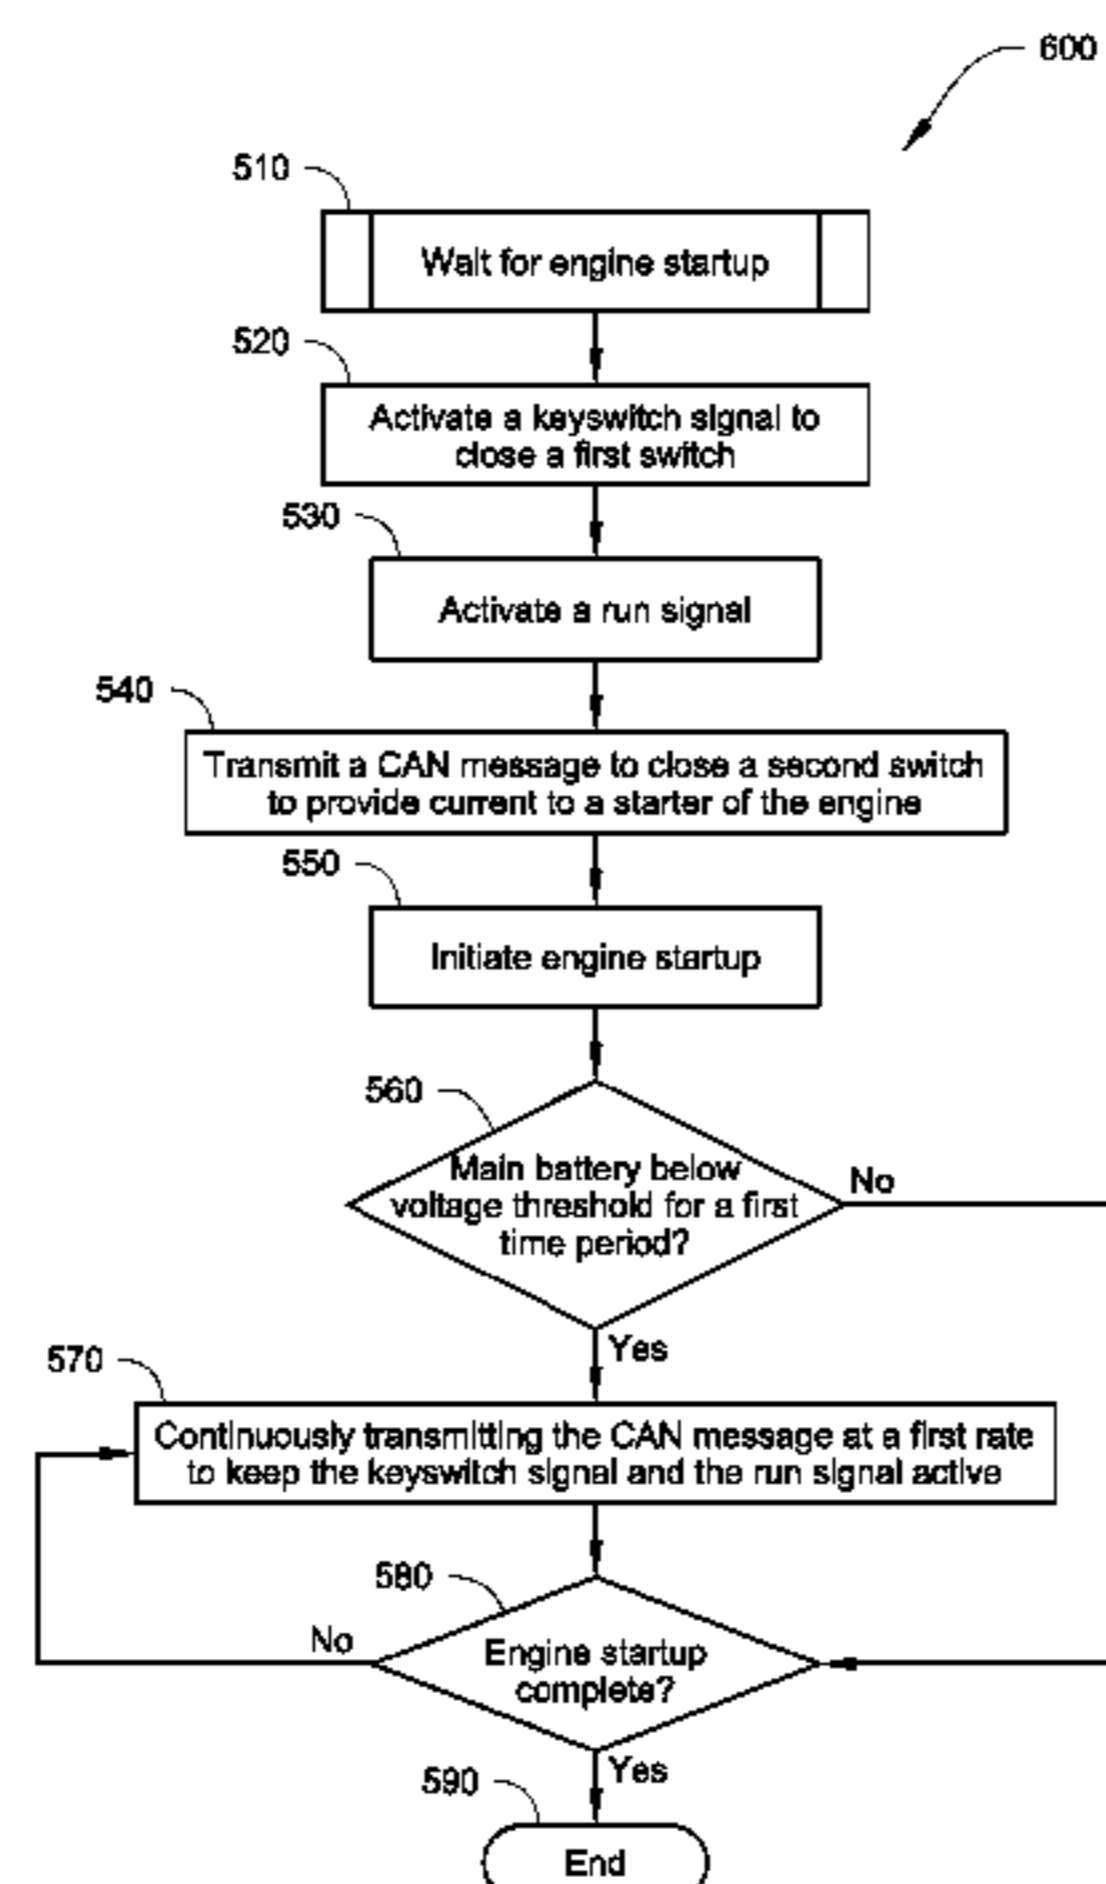 600
510
Wait for engine startup
520
Activate a keyswitch signal to
close a first switch
530
Activate a run signal
540
Transmit a CAN message to close a second switch
to provide current to a starter of the engine
550
Initiate engine startup
560
Main battery below
voltage threshold for a first
time period?
No
Yes
570
Continuously transmitting the CAN message at a first rate
to keep the keyswitch signal and the run signal active
580
No
Engine startup
complete?
Yes
590
End